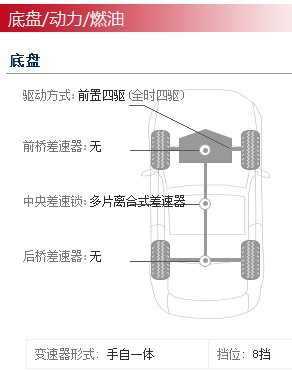 底盘/动力/燃油
底盘
驱动方式: 前置四驱(全时四驱)
前桥差速器: 无
中央差速锁: 多片离合式差速器
后桥差速器: 无
变速器形式: 手自一体 挡位: 8挡